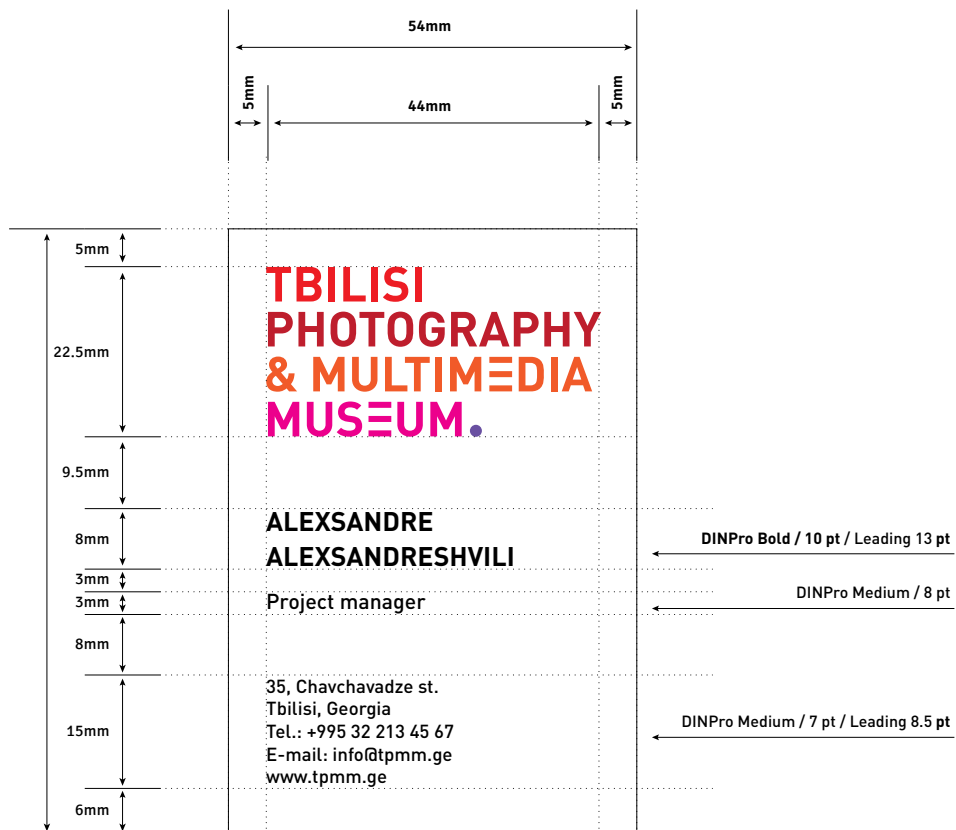 54mm
5mm
44mm
5mm
5mm
TBILISI
PHOTOGRAPHY
22.5mm
& MULTIMEDIA
MUSEUM.
9.5mm
ALEXSANDRE
8mm
DINPro Bold / 10 pt / Leading 13 pt
ALEXSANDRESHVILI
3mm
3mm
Project manager
DINPro Medium / 8 pt
8mm
35, Chavchavadze st.
Tbilisi, Georgia
15mm
Tel.: +995 32 213 45 67
DINPro Medium / 7 pt / Leading 8.5 pt
E-mail: info@tpmm.ge
www.tpmm.ge
6mm